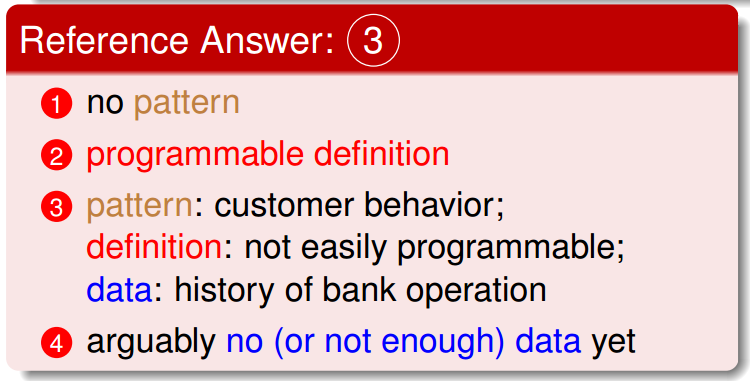 Reference Answer: 3
1 no pattern
2 programmable definition
3 pattern: customer behavior;
definition: not easily programmable;
data: history of bank operation
4 arguably no (or not enough) data yet